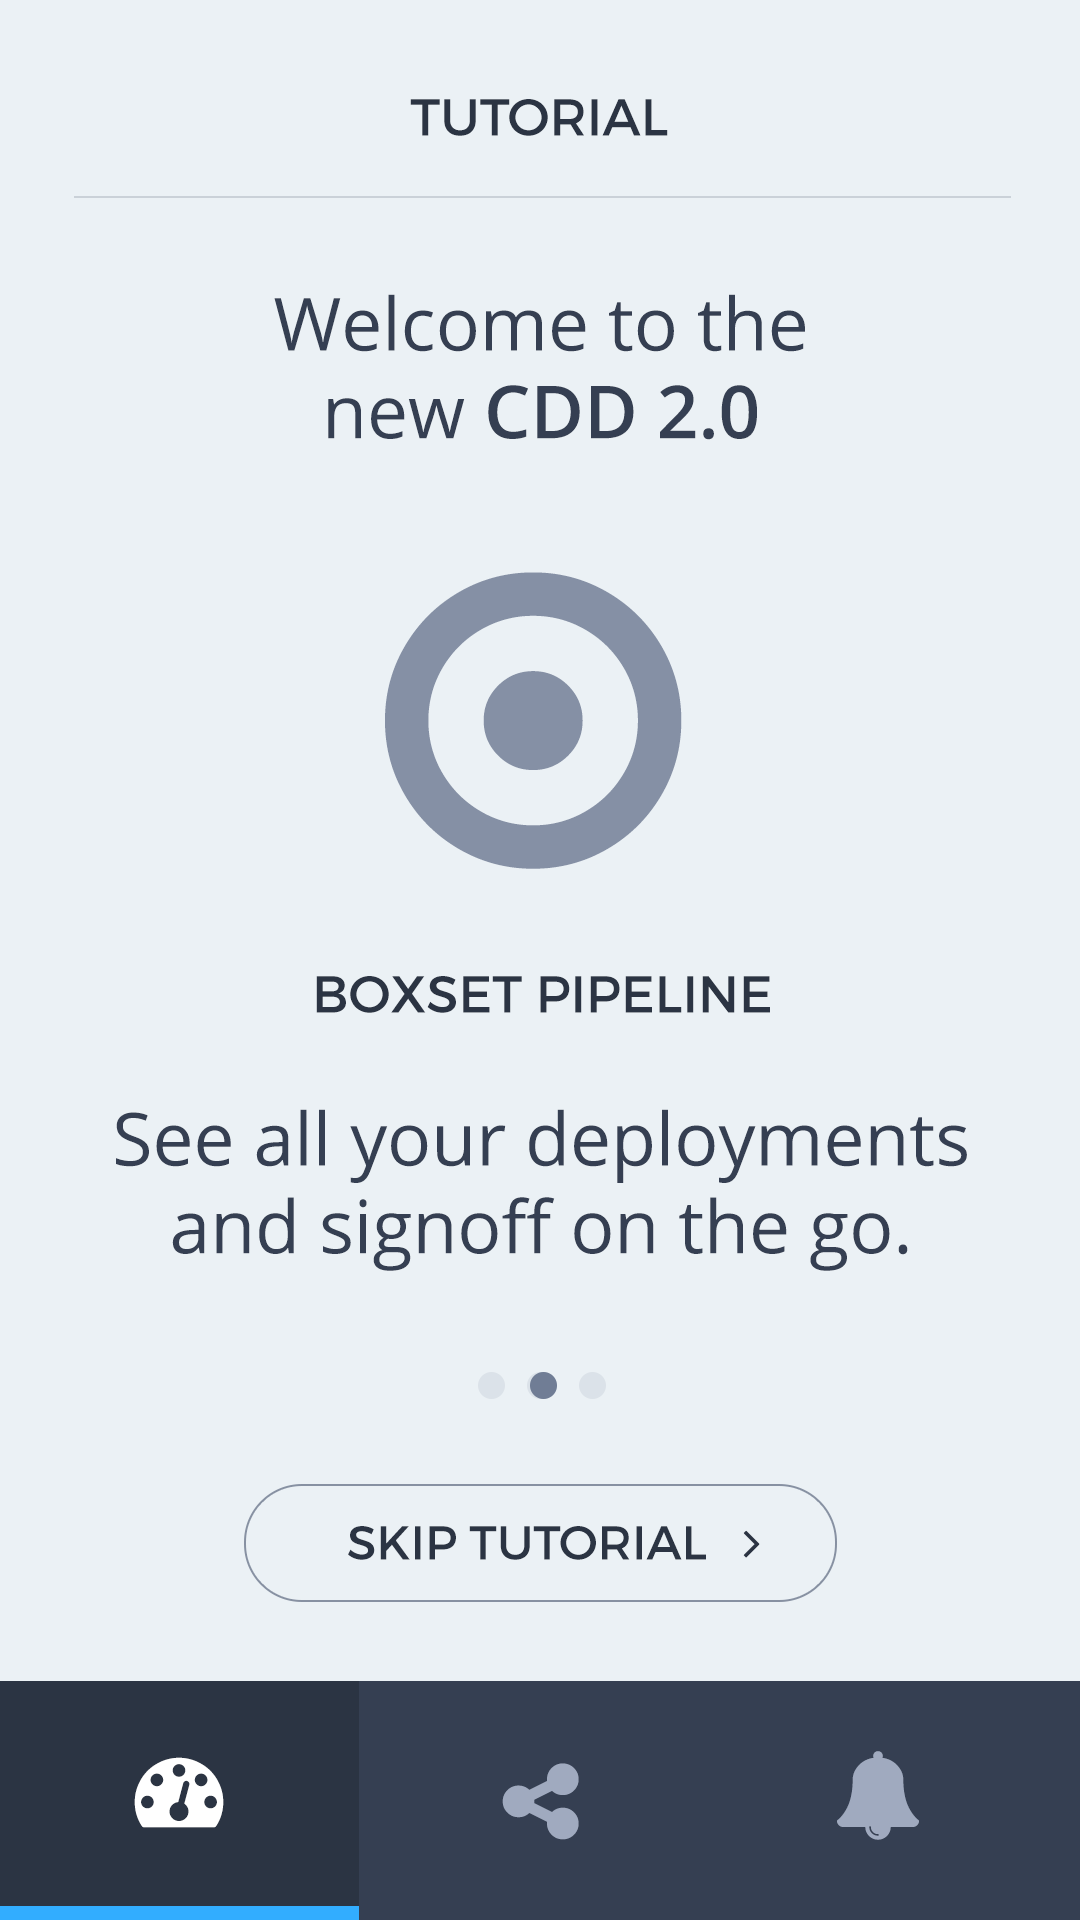 TUTORIAL
Welcome to the
new CDD 2.0
BOXSET PIPELINE
See all your deployments
and signoff on the go.
SKIP TUTORIAL